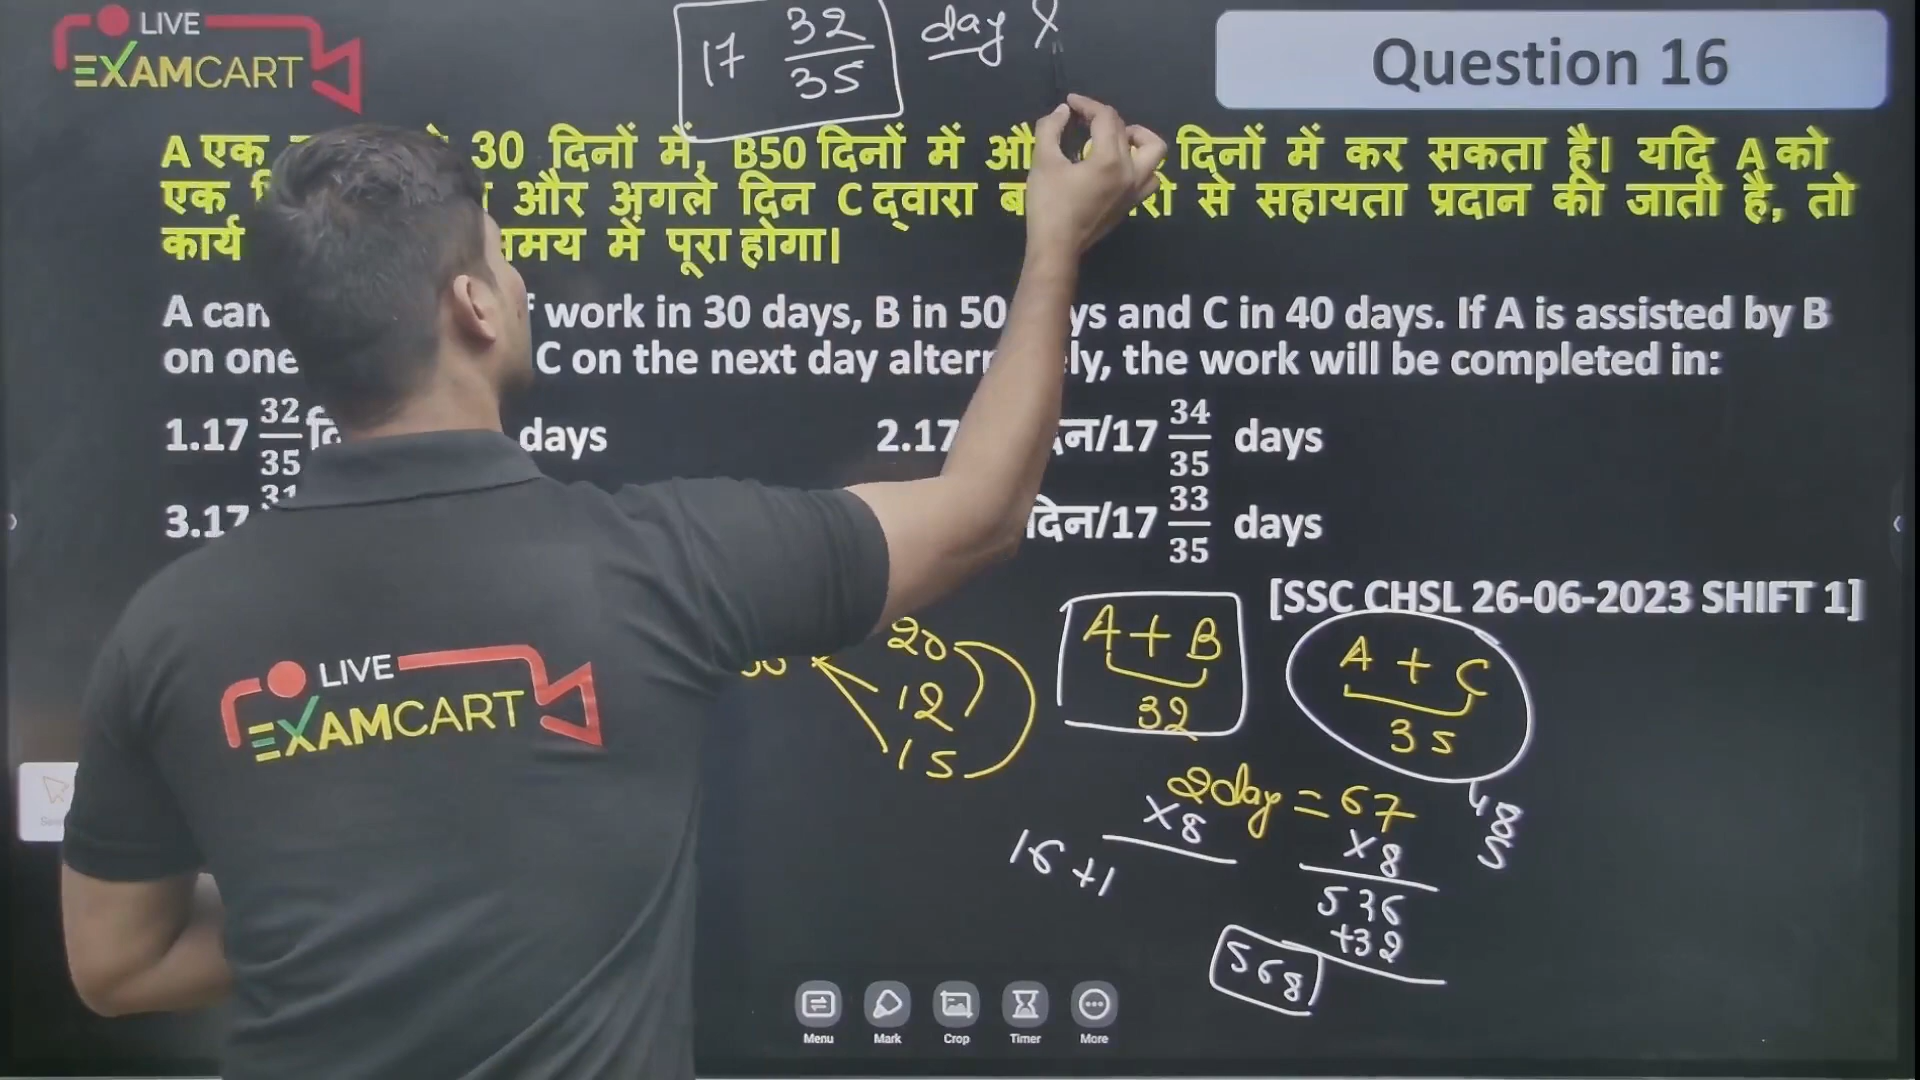 LIVE
EXAMCART
17 32/35 day
Question 16
A एक 30 दिनों में, B50 दिनों में दिनों में कर सकता है। यदि A को
एक और अगले दिन C द्वारा से सहायता प्रदान की जाती है, तो
कार्य में पूरा होगा।
A can work in 30 days, B in 50 and C in 40 days. If A is assisted by B
on one C on the next day the work will be completed in:
1.17 32/35 days
2.17 /17 34/35 days
3.17
दिन/17 33/35 days
[SSC CHSL 26-06-2023 SHIFT 1]
20
12
15
A + B
32
A + C
35
2day = 67
×8
×8
16 +1
536
+32
568
LIVE
EXAMCART
Menu
Mark
Crop
Timer
More